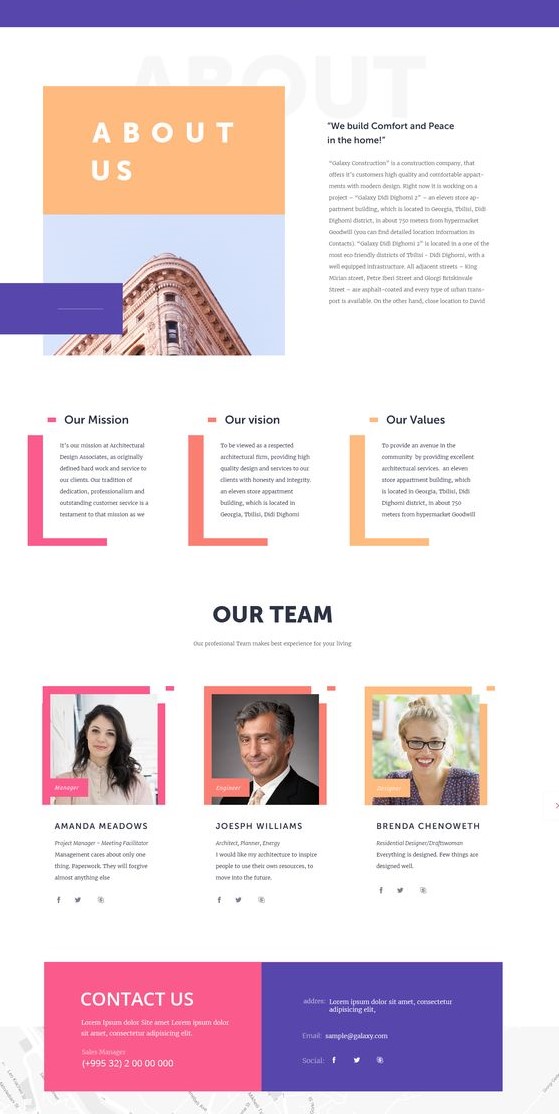 ABOUT
ABOUT
US
“We build Comfort and Peace
in the home!”
“Galaxy Construction” is a construction company, that
offers it's customers high quality and comfortable appart-
ments with modern design. Right now it is working on a
project – “Galaxy Didi Dighomi 2” – an eleven store ap-
partment building, which is located in Georgia, Tbilisi, Didi
Dighomi district, in about 750 meters from hypermarket
Goodwill (you can find detailed location information in
Contacts). “Galaxy Didi Dighomi 2” is located in a one of the
most eco friendly districts of Tbilisi - Didi Dighomi, with a
well equipped infrastructure. All adjacent streets – King
Mirian street, Petre Iberi Street and Giorgi Brtskinvale
Street – are asphalt-coated and every type of urban trans-
port is available. On the other hand, close location to David
Our Mission
It's our mission at Architectural
Design Associates, as originally
defined hard work and service to
our clients. Our tradition of
dedication, professionalism and
outstanding customer service is a
testament to that mission as we
Our vision
To be viewed as a respected
architectural firm, providing high
quality design and services to our
clients with honesty and integrity.
an eleven store appartment
building, which is located in
Georgia, Tbilisi, Didi Dighomi
Our Values
To provide an avenue in the
community by providing excellent
architectural services. an eleven
store appartment building, which
is located in Georgia, Tbilisi, Didi
Dighomi district, in about 750
meters from hypermarket Goodwill
OUR TEAM
Our profesional Team makes best experience for your living
Manager
Engineer
Designer
AMANDA MEADOWS
Project Manager – Meeting Facilitator
Management cares about only one
thing. Paperwork. They will forgive
almost anything else
JOESPH WILLIAMS
Architect, Planner, Energy
I would like my architecture to inspire
people to use their own resources, to
move into the future.
BRENDA CHENOWETH
Residential Designer/Draftswoman
Everything is designed. Few things are
designed well.
CONTACT US
Lorem ipsum dolor Site amet Lorem ipsum dolor
sit amet, consectetur adipisicing elit.
Sales Manager
(+995 32) 2 00 00 000
addres: Lorem ipsum dolor sit amet, consectetur
adipisicing elit,
Email: sample@galaxy.com
Social: